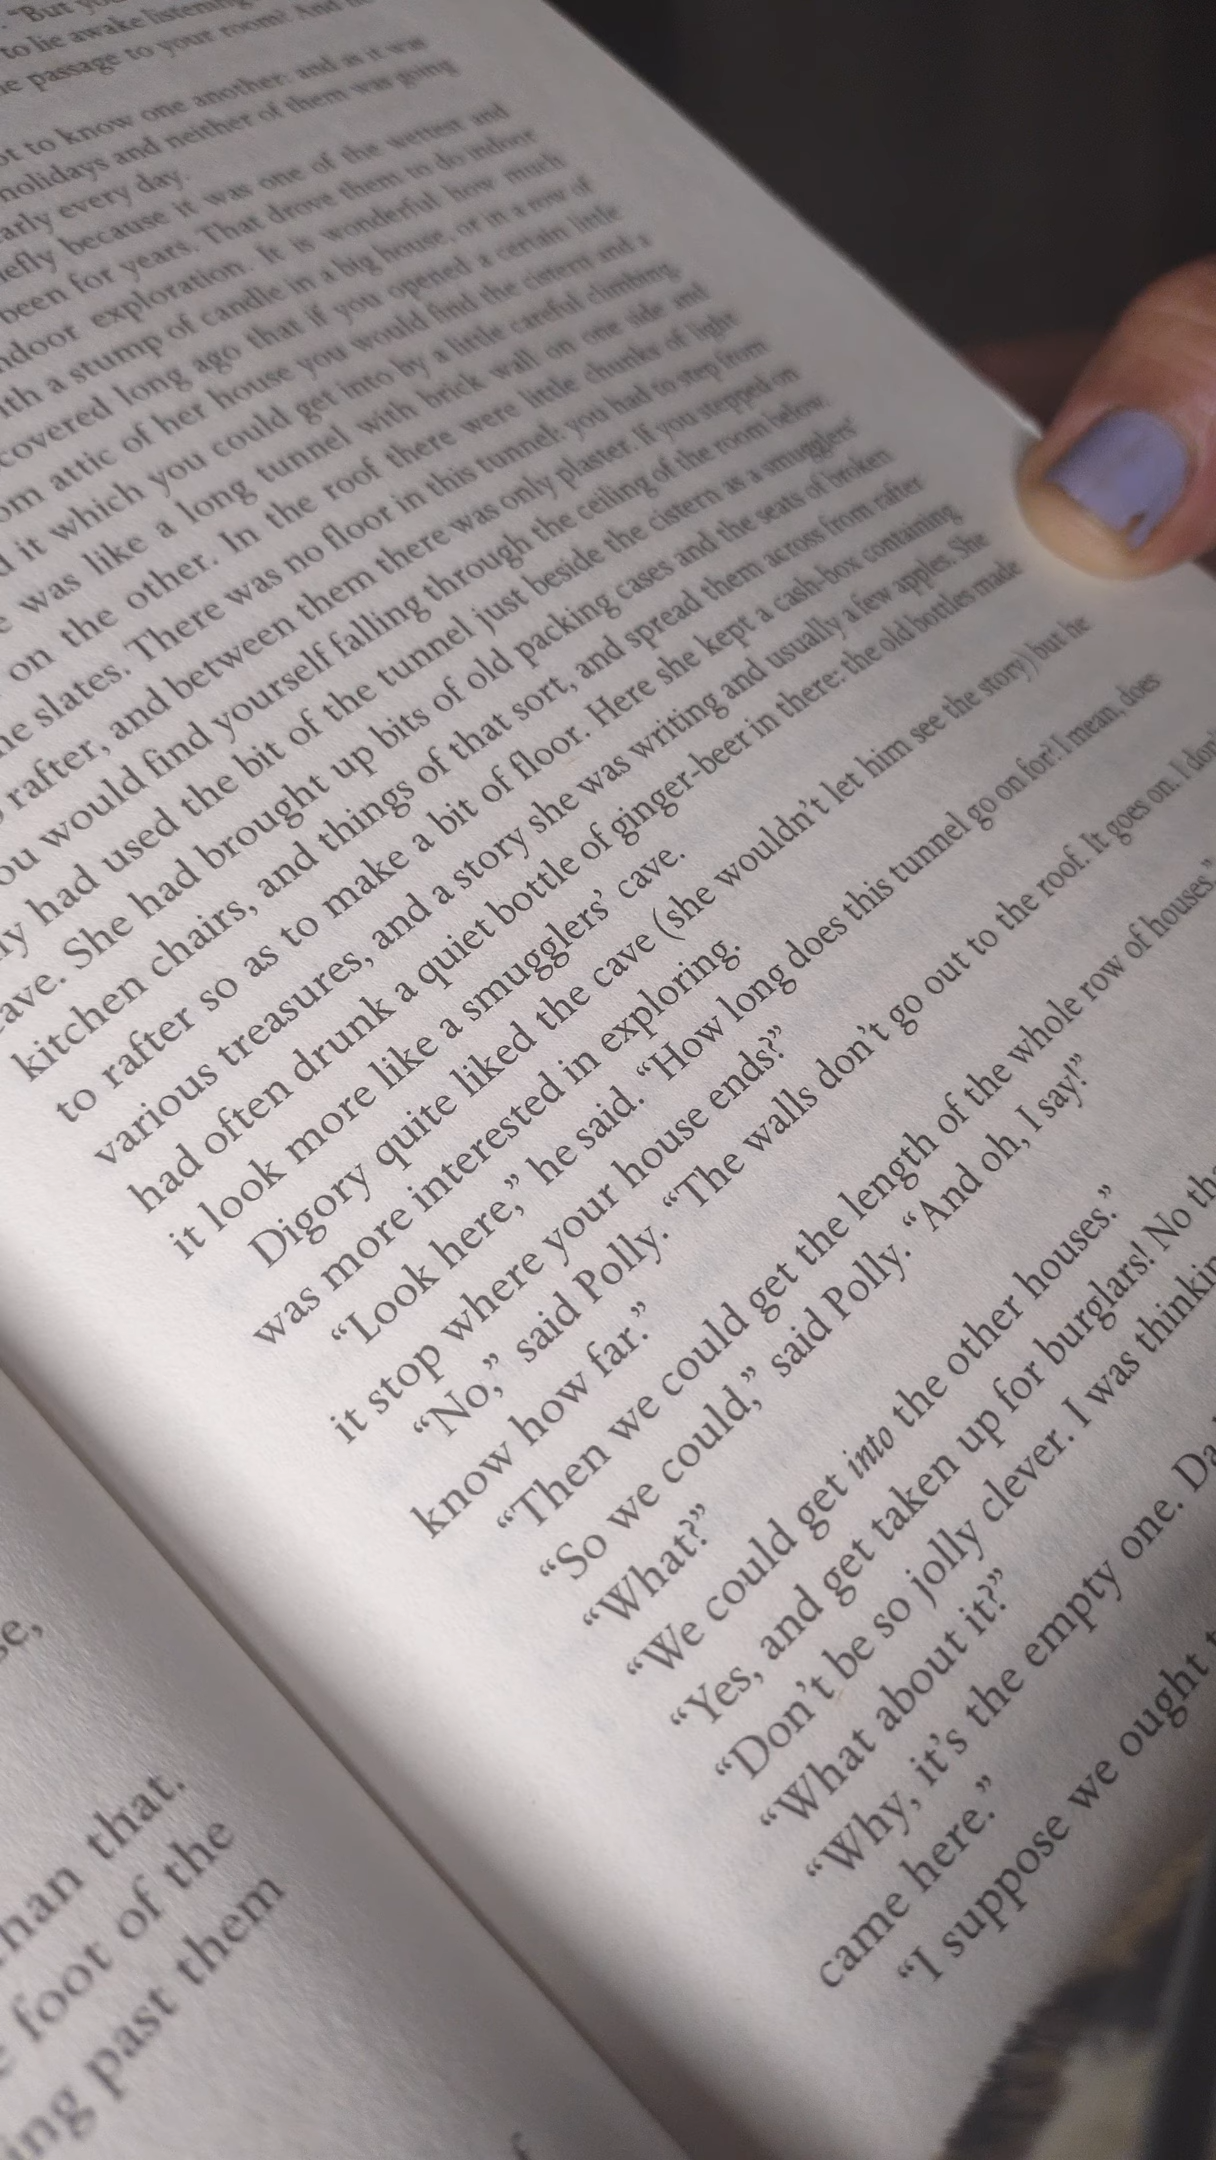 "But you
to lie awake listening
passage to your room? And
to know one another: and as it was
holidays and neither of them was going
every day.
because it was one of the wettest and
been for years. That drove them to do indoor
exploration. It is wonderful how much
a stump of candle in a big house, or in a row of
long ago that if you opened a certain little
attic of her house you would find the cistern and a
it which you could get into by a little careful climbing.
was like a long tunnel with brick wall on one side and
on the other. In the roof there were little chunks of light
slates. There was no floor in this tunnel: you had to step from
rafter, and between them there was only plaster. If you stepped on
would find yourself falling through the ceiling of the room below.
had used the bit of the tunnel just beside the cistern as a smugglers'
She had brought up bits of old packing cases and the seats of broken
kitchen chairs, and things of that sort, and spread them across from rafter
to rafter so as to make a bit of floor. Here she kept a cash-box containing
various treasures, and a story she was writing and usually a few apples. She
had often drunk a quiet bottle of ginger-beer in there: the old bottles made
it look more like a smugglers' cave.
Digory quite liked the cave (she wouldn't let him see the story) but he
was more interested in exploring.
"Look here," he said. "How long does this tunnel go on for? I mean, does
it stop where your house ends?"
"No," said Polly. "The walls don't go out to the roof. It goes on. I don't
know how far."
"Then we could get the length of the whole row of houses."
"So we could," said Polly. "And oh, I say!"
"What?"
"We could get into the other houses."
"Yes, and get taken up for burglars! No
"Don't be so jolly clever. I was
"What about it?"
"Why, it's the empty one.
came here."
"I suppose we ought
than that.
foot of the
past them